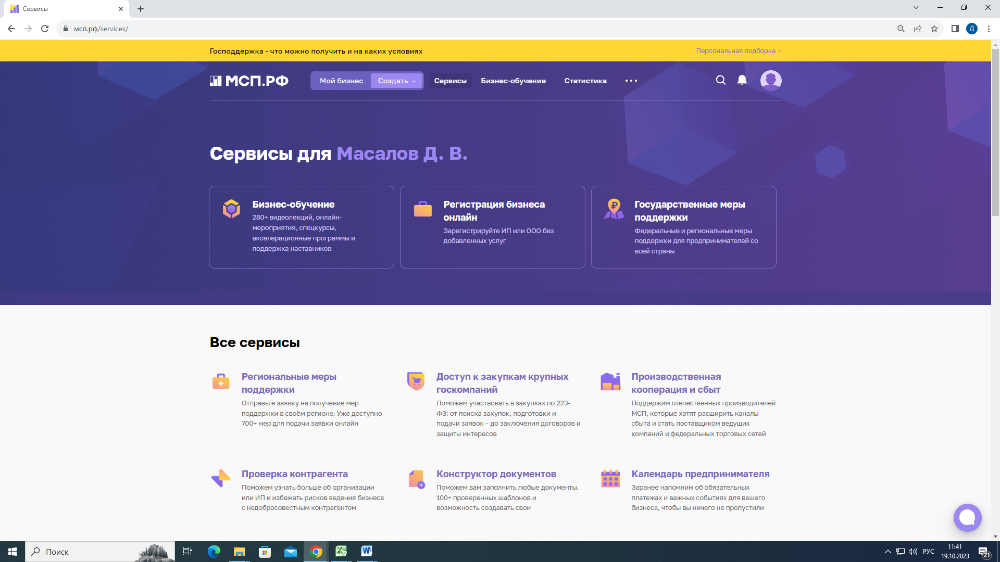 Сервисы
мсп.рф/services/
Д
Господдержка - что можно получить и на каких условиях
Персональная подборка >
МСП.РФ
Мой бизнес
Создать
Сервисы
Бизнес-обучение
Статистика
Сервисы для Масалов Д. В.
Бизнес-обучение
280+ видеолекций, онлайн-
мероприятия, спецкурсы,
акселерационные программы и
поддержка наставников
Регистрация бизнеса
онлайн
Зарегистрируйте ИП или ООО без
добавленных услуг
Государственные меры
поддержки
Федеральные и региональные меры
поддержки для предпринимателей со
всей страны
Все сервисы
Региональные меры
поддержки
Отправьте заявку на получение мер
поддержки в своём регионе. Уже доступно
700+ мер для подачи заявки онлайн
Доступ к закупкам крупных
госкомпаний
Поможем участвовать в закупках по 223-
ФЗ: от поиска закупок, подготовки и
подачи заявок – до заключения договоров и
защиты интересов
Производственная
кооперация и сбыт
Поддержим отечественных производителей
МСП, которые хотят расширить каналы
сбыта и стать поставщиком ведущих
компаний и федеральных торговых сетей
Проверка контрагента
Поможем узнать больше об организации
или ИП и избежать рисков ведения бизнеса
с недобросовестным контрагентом
Конструктор документов
Поможем вам заполнить любые документы.
100+ проверенных шаблонов и
возможность создавать свои
Календарь предпринимателя
Заранее напомним об обязательных
платежах и важных событиях для вашего
бизнеса, чтобы вы ничего не пропустили
Поиск
РУС
11:41
19.10.2023
21